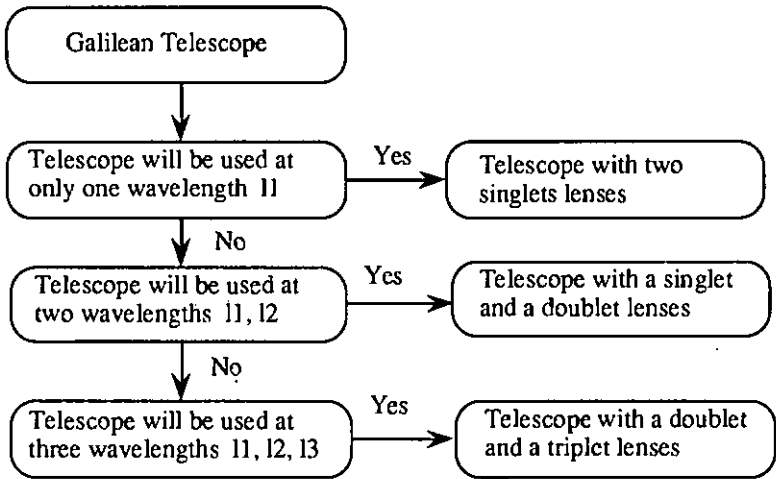 Galilean Telescope
Telescope will be used at
only one wavelength l1
Yes
Telescope with two
singlets lenses
No
Telescope will be used at
two wavelengths l1, l2
Yes
Telescope with a singlet
and a doublet lenses
No
Telescope will be used at
three wavelengths l1, l2, l3
Yes
Telescope with a doublet
and a triplet lenses